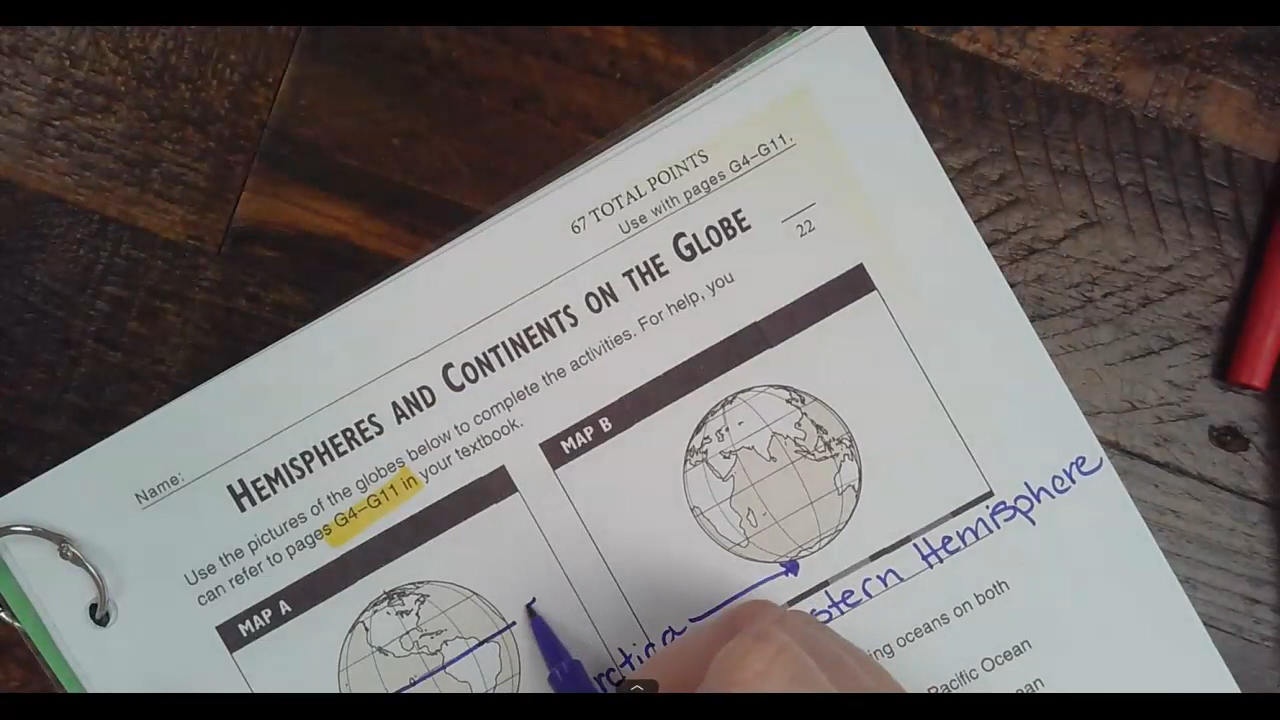 67 TOTAL POINTS
Use with pages G4–G11.
Name:
HEMISPHERES AND CONTINENTS ON THE GLOBE
22
Use the pictures of the globes below to complete the activities. For help, you
can refer to pages G4–G11 in your textbook.
MAP A
MAP B
Hemisphere
ing oceans on both
Pacific Ocean